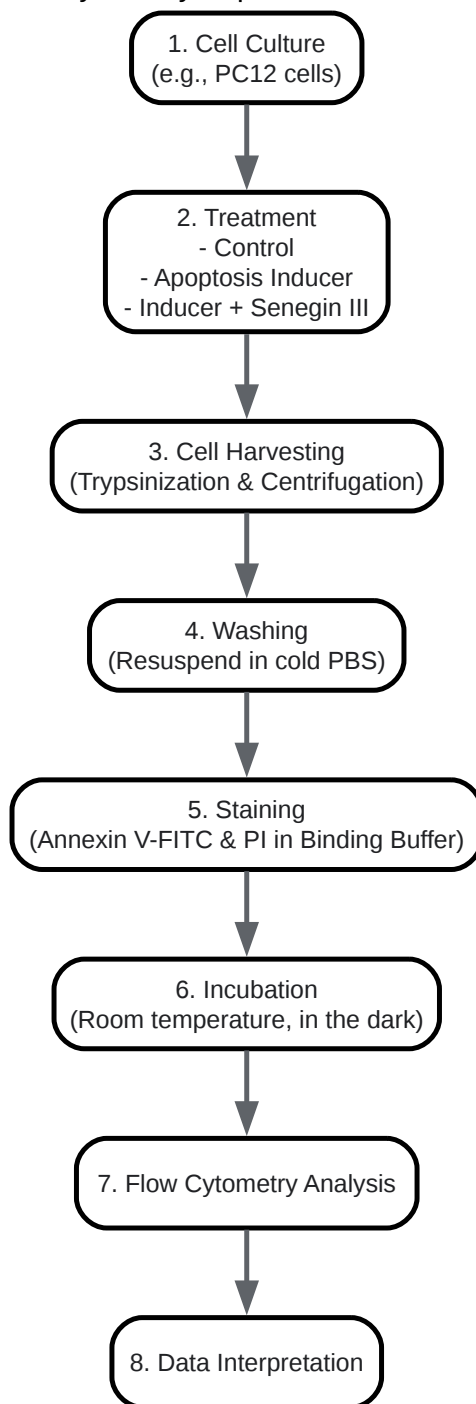 1. Cell Culture
(e.g., PC12 cells)
2. Treatment
- Control
- Apoptosis Inducer
- Inducer + Senegin III
3. Cell Harvesting
(Trypsinization & Centrifugation)
4. Washing
(Resuspend in cold PBS)
5. Staining
(Annexin V-FITC & PI in Binding Buffer)
6. Incubation
(Room temperature, in the dark)
7. Flow Cytometry Analysis
8. Data Interpretation